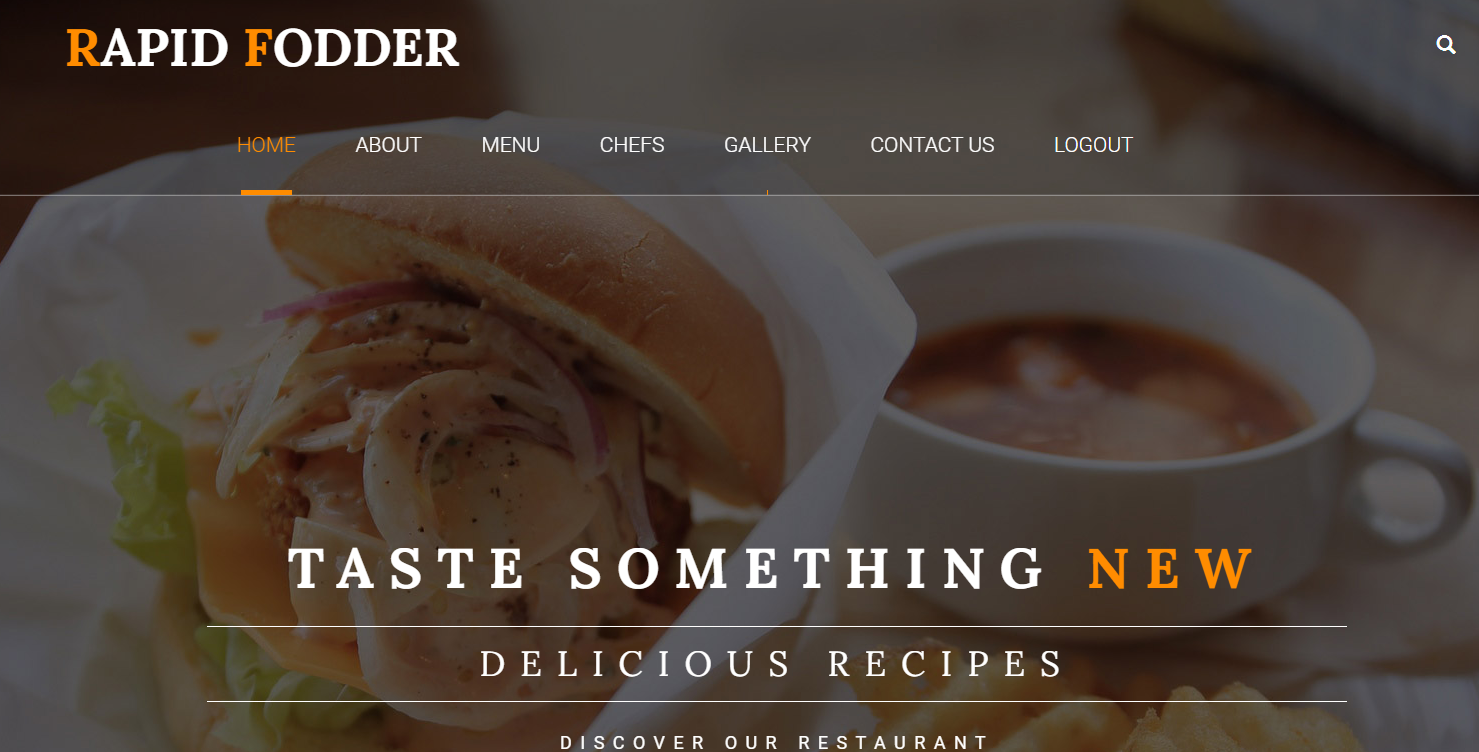 RAPID FODDER
HOME ABOUT MENU CHEFS GALLERY CONTACT US LOGOUT
TASTE SOMETHING NEW
DELICIOUS RECIPES
DISCOVER OUR RESTAURANT